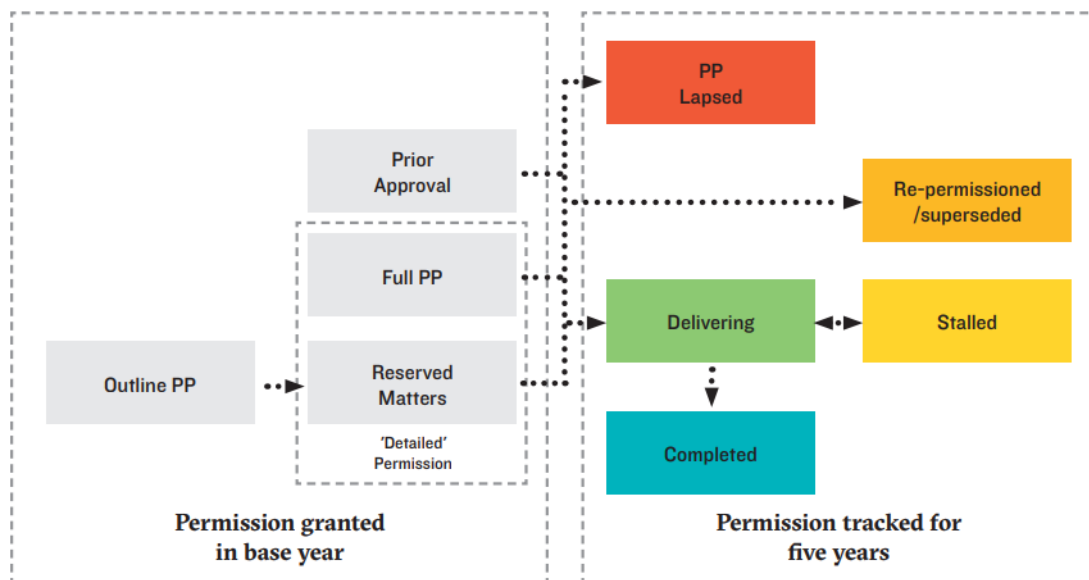 PP
Lapsed
Prior
Approval
Re-permissioned
/superseded
Full PP
Delivering
Stalled
Outline PP
Reserved
Matters
'Detailed'
Permission
Completed
Permission granted
in base year
Permission tracked for
five years